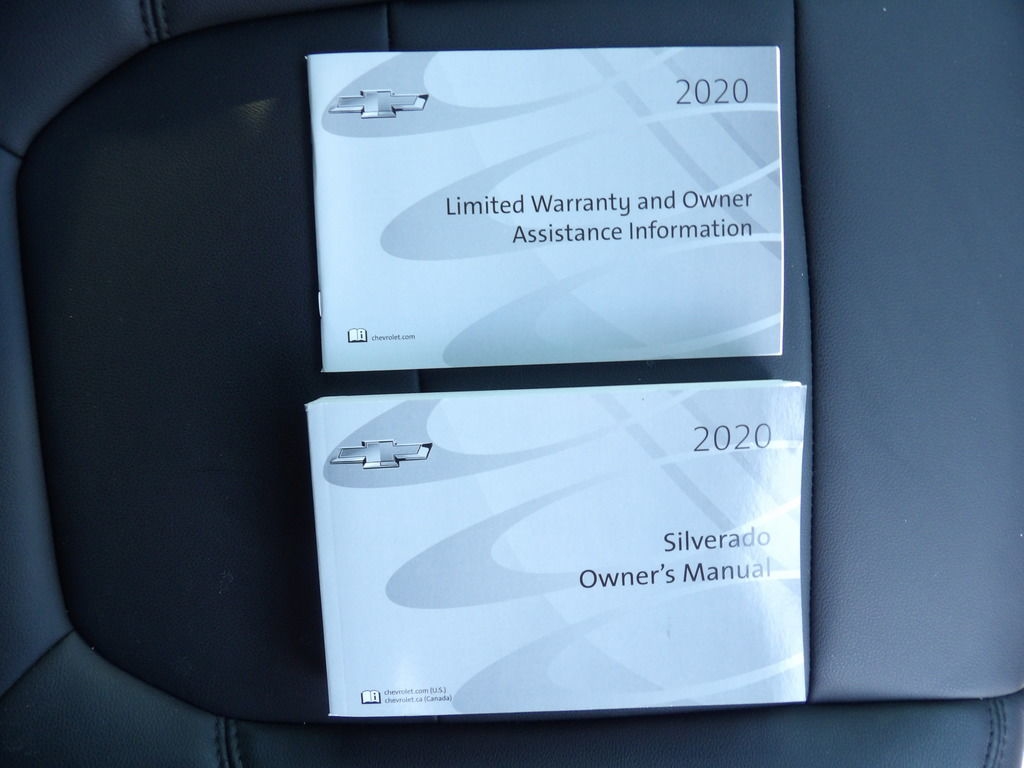 2020
Limited Warranty and Owner
Assistance Information
chevrolet.com
2020
Silverado
Owner's Manual
chevrolet.com (U.S.)
chevrolet.ca (Canada)